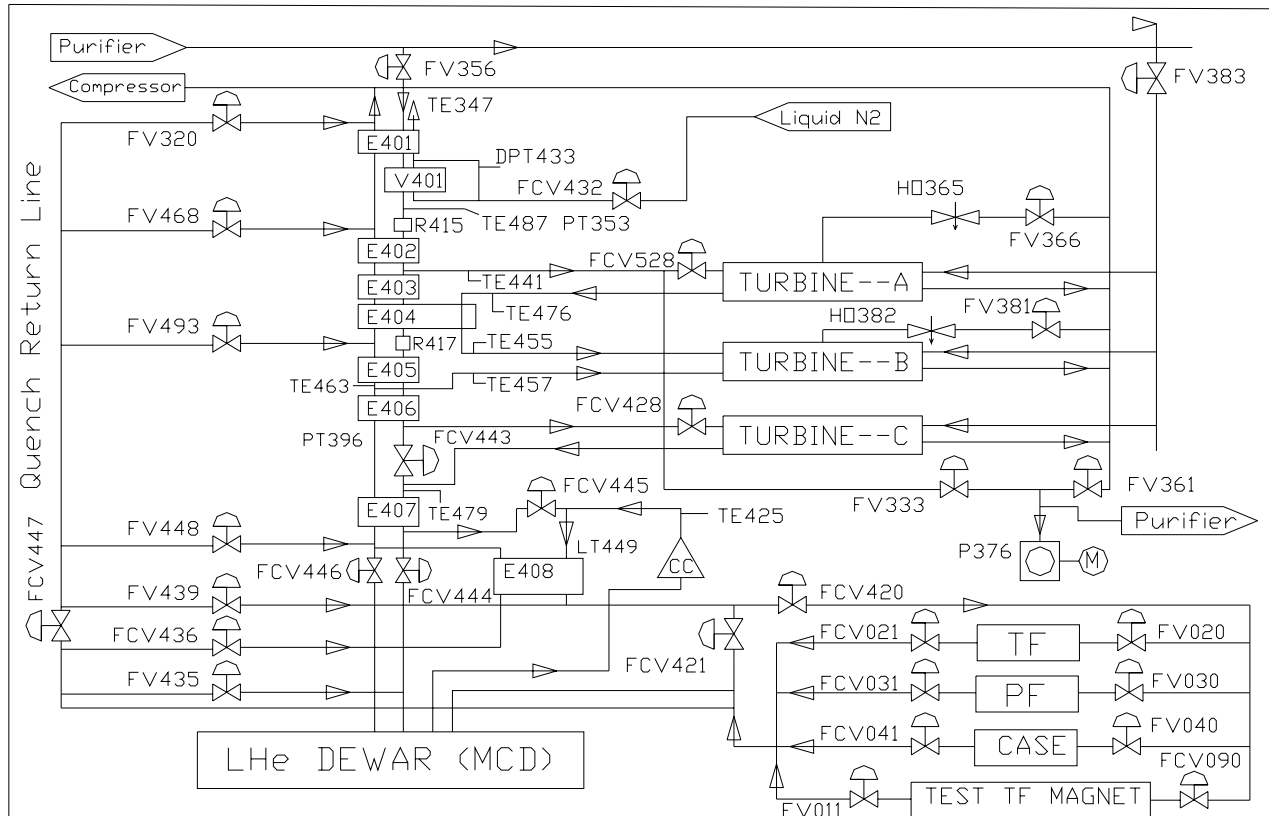 Purifier
FV356
FV383
Compressor
TE347
Liquid N2
FV320
E401
DPT433
V401
FCV432
HO365
FV468
R415
TE487 PT353
FV366
E402
FCV528
E403
TE441
TURBINE--A
FV381
E404
TE476
HO382
FV493
R417
TE455
E405
TURBINE--B
TE463
TE457
E406
FCV428
PT396
FCV443
TURBINE--C
Quench Return Line
FCV445
FV333
FV361
E407
TE479
TE425
Purifier
FV448
LT449
P376
M
FCV447
FCV446
E408
CC
FV439
FCV444
FCV420
FCV436
FCV421
FCV021
TF
FV020
FV435
FCV031
PF
FV030
FCV041
CASE
FV040
LHe DEWAR (MCD)
FCV090
TEST TF MAGNET
FV011